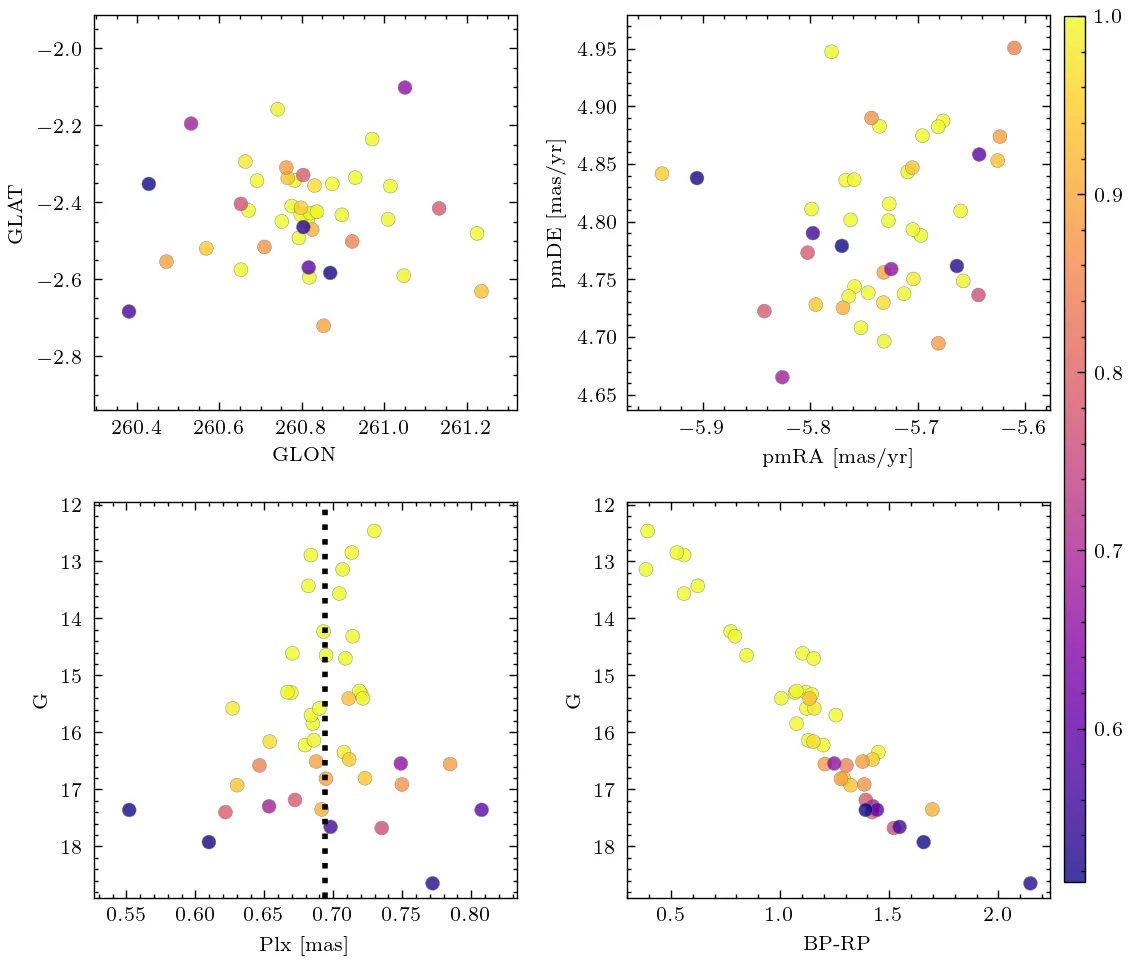 −2.0
−2.2
−2.4
−2.6
−2.8
GLAT
260.4 260.6 260.8 261.0 261.2
GLON
4.95
4.90
4.85
4.80
4.75
4.70
4.65
pmDE [mas/yr]
−5.9 −5.8 −5.7 −5.6
pmRA [mas/yr]
1.0
0.9
0.8
0.7
0.6
12
13
14
15
16
17
18
G
0.55 0.60 0.65 0.70 0.75 0.80
Plx [mas]
12
13
14
15
16
17
18
G
0.5 1.0 1.5 2.0
BP-RP